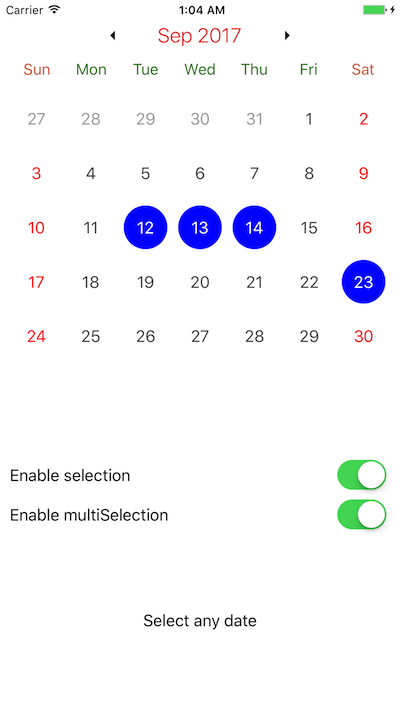 Carrier 1:04 AM
Sep 2017
Sun Mon Tue Wed Thu Fri Sat
27 28 29 30 31 1 2
3 4 5 6 7 8 9
10 11 12 13 14 15 16
17 18 19 20 21 22 23
24 25 26 27 28 29 30
Enable selection
Enable multiSelection
Select any date